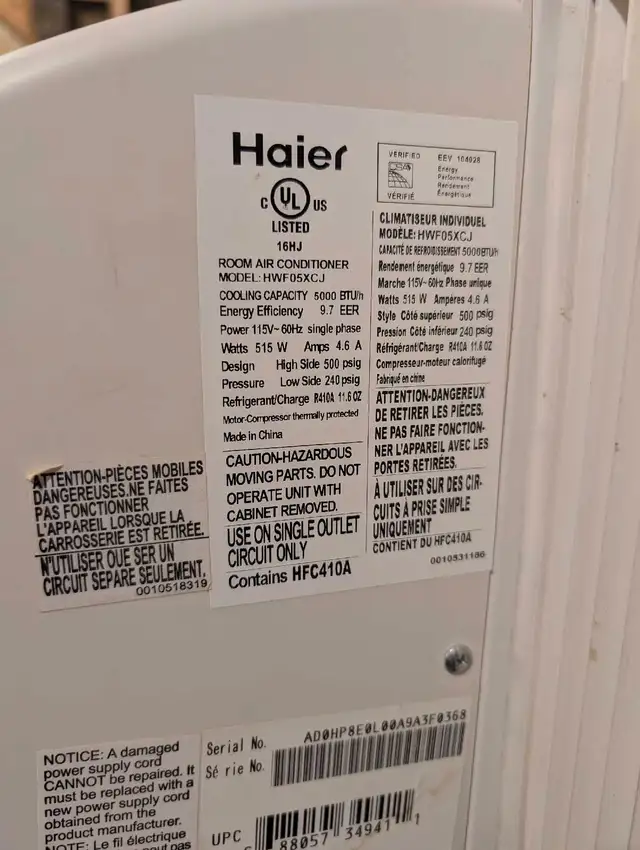 Haier
C UL US
LISTED
16HJ
ROOM AIR CONDITIONER
MODEL: HWF05XCJ
COOLING CAPACITY 5000 BTU/h
Energy Efficiency 9.7 EER
Power 115V~60Hz single phase
Watts 515 W Amps 4.6 A
Design High Side 500 psig
Pressure Low Side 240 psig
Refrigerant/Charge R410A 11.6 OZ
Motor-Compressor thermally protected
Made in China
CAUTION-HAZARDOUS
MOVING PARTS. DO NOT
OPERATE UNIT WITH
CABINET REMOVED.
USE ON SINGLE OUTLET
CIRCUIT ONLY
Contains HFC410A
VERIFIED
VÉRIFIÉ
EEV 104028
Energy
Performance
Rendement
Énergétique
CLIMATISEUR INDIVIDUEL
MODÈLE: HWF05XCJ
CAPACITÉ DE REFROIDISSEMENT 5000BTU/h
Rendement énergétique 9.7 EER
Marche 115V~60Hz Phase unique
Watts 515 W Ampères 4.6 A
Style Côté supérieur 500 psig
Pression Côté inférieur 240 psig
Réfrigérant/Charge R410A 11.6 OZ
Compresseur-moteur calorifugé
Fabriqué en chine
ATTENTION-DANGEREUX
DE RETIRER LES PIÈCES.
NE PAS FAIRE FONCTION-
NER L'APPAREIL AVEC LES
PORTES RETIRÉES.
À UTILISER SUR DES CIR-
CUITS À PRISE SIMPLE
UNIQUEMENT
CONTIENT DU HFC410A
0010531186
ATTENTION-PIÈCES MOBILES
DANGEREUSES.NE FAITES
PAS FONCTIONNER
L'APPAREIL LORSQUE LA
CARROSSERIE EST RETIRÉE.
N'UTILISER QUE SER UN
CIRCUIT SEPARE SEULEMENT.
0010518319
NOTICE: A damaged
power supply cord
CANNOT be repaired. It
must be replaced with a
new power supply cord
obtained from the
product manufacturer.
NOTE: Le fil électrique
Serial No. AD0HP8E0L00A9A3F0368
Série No.
UPC
88057 34941 1